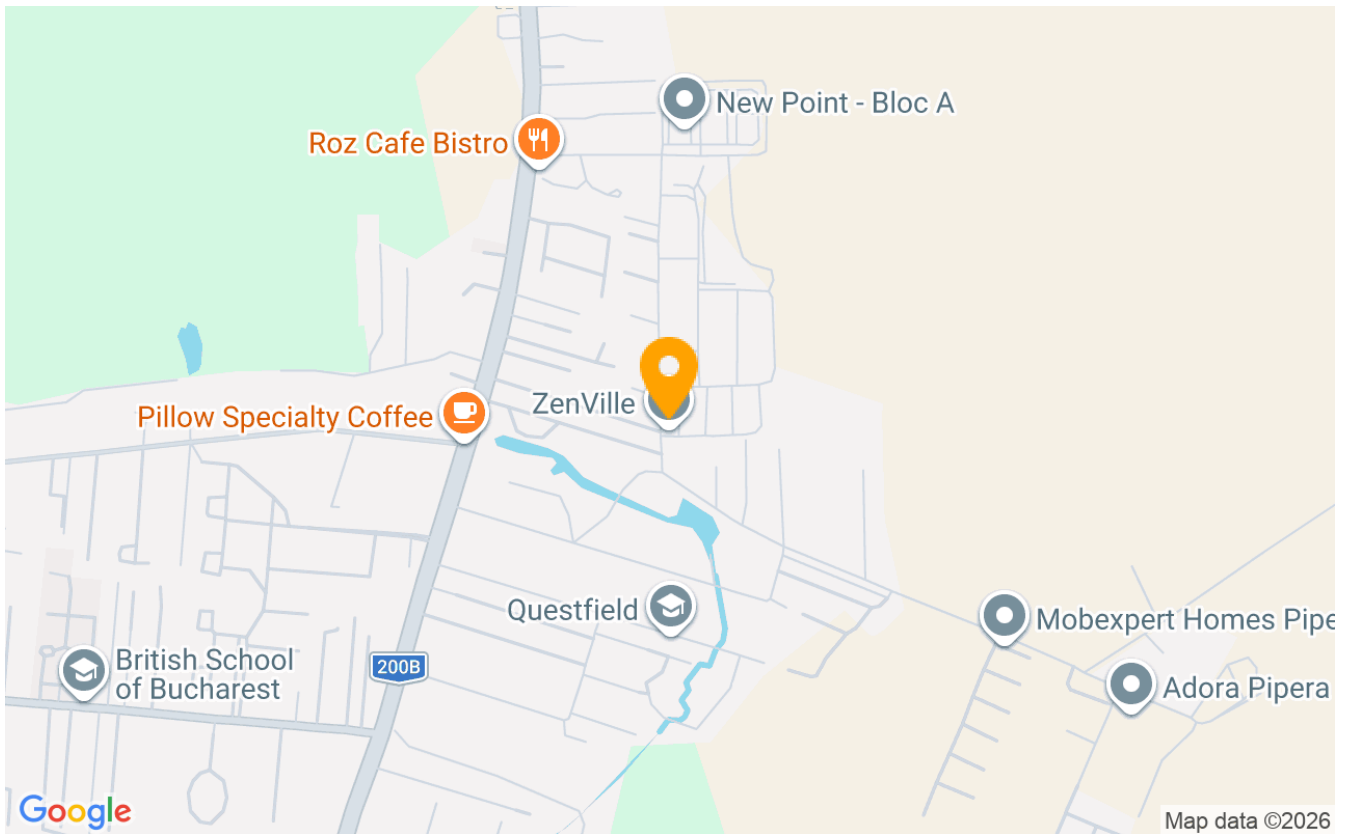 New Point - Bloc A
Roz Cafe Bistro
ZenVille
Pillow Specialty Coffee
Questfield
Mobexpert Homes Pipe
British School
of Bucharest
200B
Adora Pipera
Google
Map data ©2026